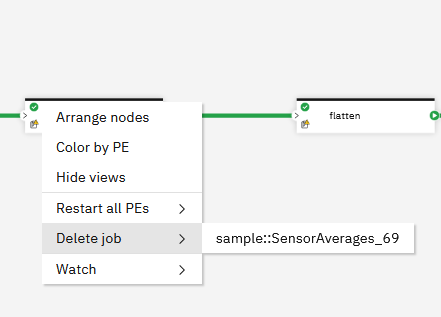 Arrange nodes
flatten
Color by PE
Hide views
Restart all PEs
Delete job
sample::SensorAverages_69
Watch